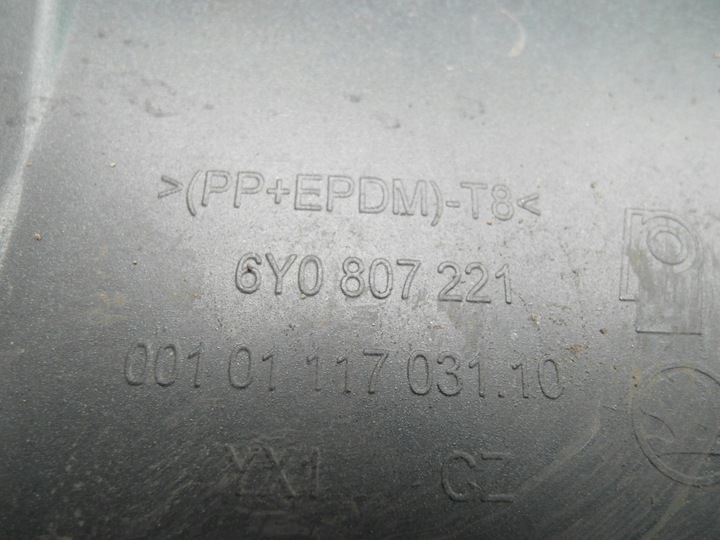 >(PP+EPDM)-T8<
6Y0 807 221
001 01 117 031.10
YX1 CZ